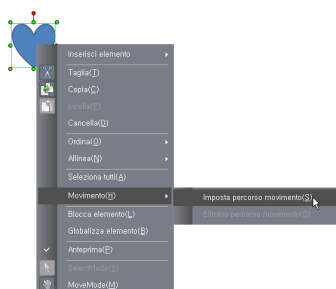 Inserisci elemento
Taglia(T)
Copia(C)
Incolla(P)
Cancella(D)
Ordina(O)
Allinea(N)
Seleziona tutti(A)
Movimento(H)
Imposta percorso movimento(S)
Elimina percorso movimento(D)
Blocca elemento(L)
Globalizza elemento(B)
Anteprima(P)
SelectMode(S)
MoveMode(M)